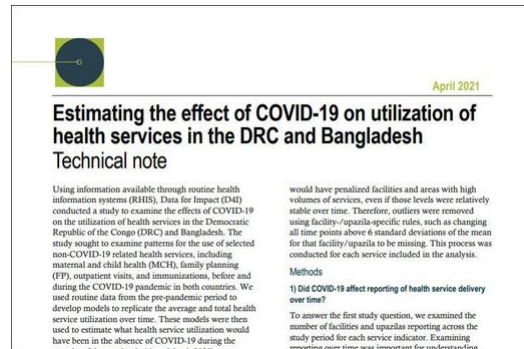 April 2021
Estimating the effect of COVID-19 on utilization of
health services in the DRC and Bangladesh
Technical note
Using information available through routine health
information systems (RHIS), Data for Impact (D4I)
conducted a study to examine the effects of COVID-19
on the utilization of health services in the Democratic
Republic of the Congo (DRC) and Bangladesh. The
study sought to examine patterns for the use of selected
non-COVID-19 related health services, including
maternal and child health (MCH), family planning
(FP), outpatient visits, and immunizations, before and
during the COVID-19 pandemic in both countries. We
used routine data from the pre-pandemic period to
develop models to replicate the average and total health
service utilization over time. These models were then
used to estimate what health service utilization would
have been in the absence of COVID-19 during the
would have penalized facilities and areas with high
volumes of services, even if those levels were relatively
stable over time. Therefore, outliers were removed
using facility-/upazila-specific rules, such as changing
all time points above 6 standard deviations of the mean
for that facility/upazila to be missing. This process was
conducted for each service included in the analysis.
Methods
1) Did COVID-19 affect reporting of health service delivery
over time?
To answer the first study question, we examined the
number of facilities and upazilas reporting across the
study period for each service indicator. Examining
reporting over time was important for understanding